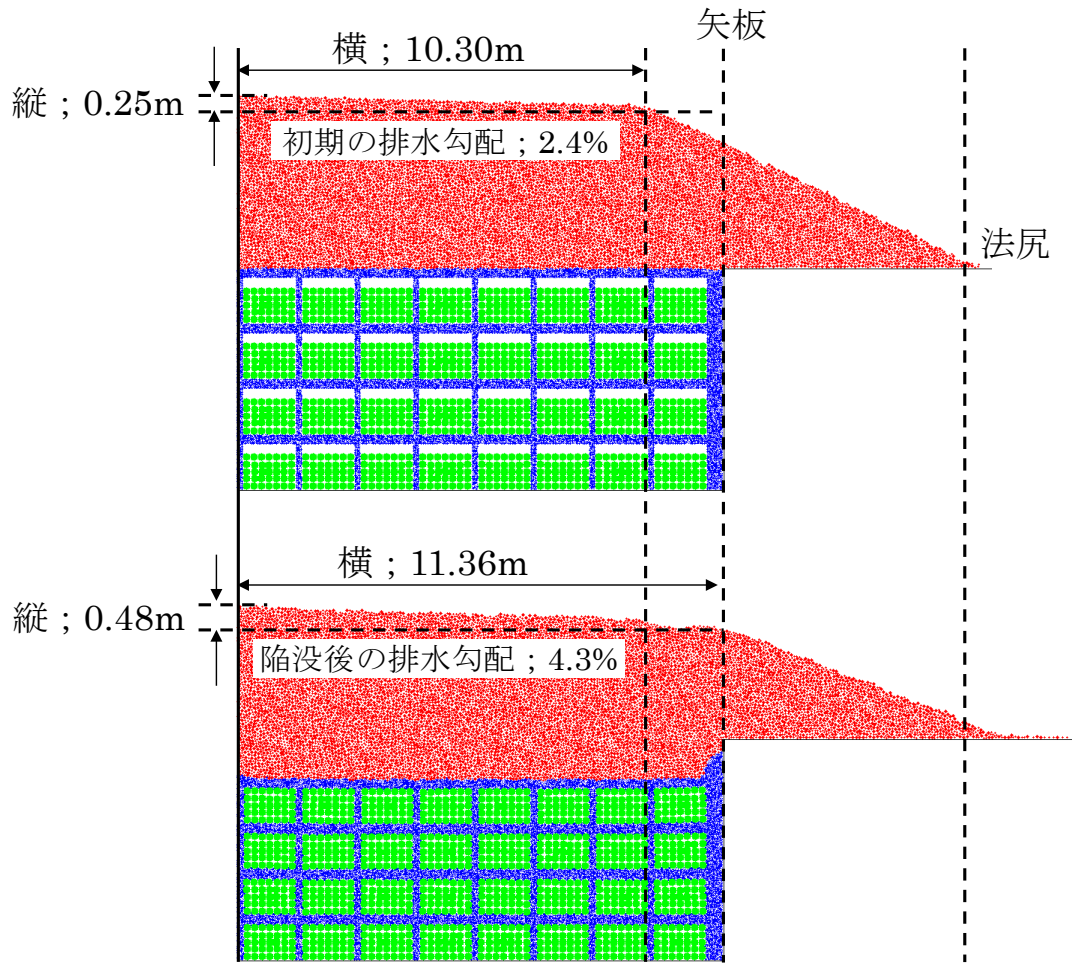 矢板
横 ; 10.30m
縦 ; 0.25m
初期の排水勾配 ; 2.4%
法尻
横 ; 11.36m
縦 ; 0.48m
陥没後の排水勾配 ; 4.3%